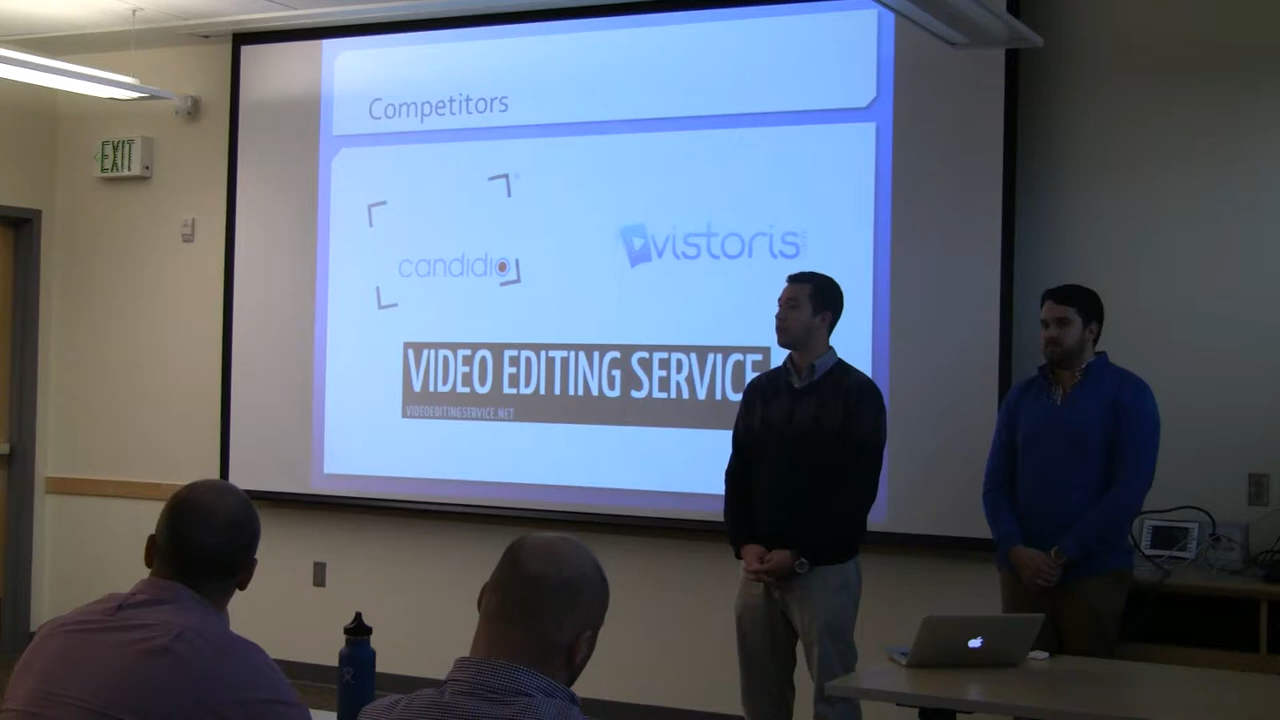 Competitors
EXIT
candidio
vistoris
VIDEO EDITING SERVICE
VIDEOEDITINGSERVICE.NET